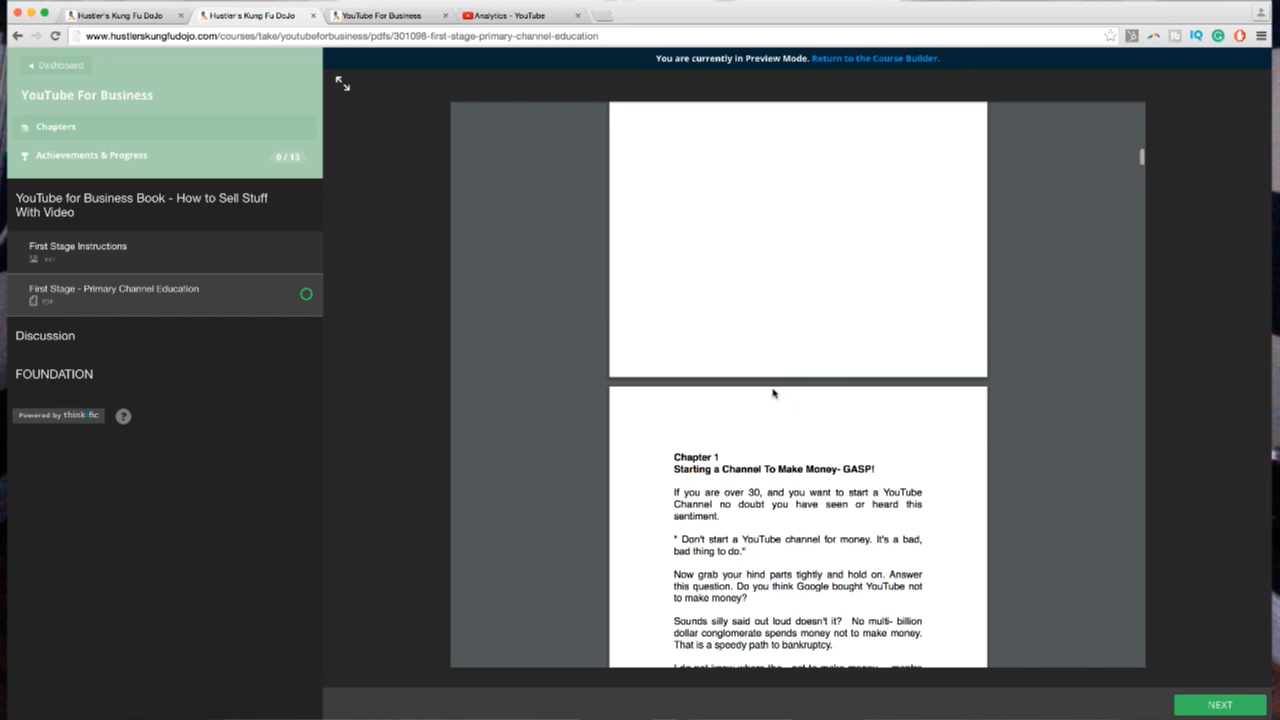 Hustler's Kung Fu DoJo
Hustler's Kung Fu DoJo
YouTube For Business
Analytics - YouTube
www.hustlerskungfudojo.com/courses/take/youtubeforbusiness/pdfs/301098-first-stage-primary-channel-education
IQ
Dashboard
You are currently in Preview Mode. Return to the Course Builder.
YouTube For Business
Chapters
Achievements & Progress
0 / 13
YouTube for Business Book - How to Sell Stuff
With Video
First Stage Instructions
First Stage - Primary Channel Education
PDF
Discussion
FOUNDATION
Powered by thinkific
?
Chapter 1
Starting a Channel To Make Money- GASP!
If you are over 30, and you want to start a YouTube
Channel no doubt you have seen or heard this
sentiment.
" Don't start a YouTube channel for money. It's a bad,
bad thing to do."
Now grab your hind parts tightly and hold on. Answer
this question. Do you think Google bought YouTube not
to make money?
Sounds silly said out loud doesn't it? No multi- billion
dollar conglomerate spends money not to make money.
That is a speedy path to bankruptcy.
NEXT